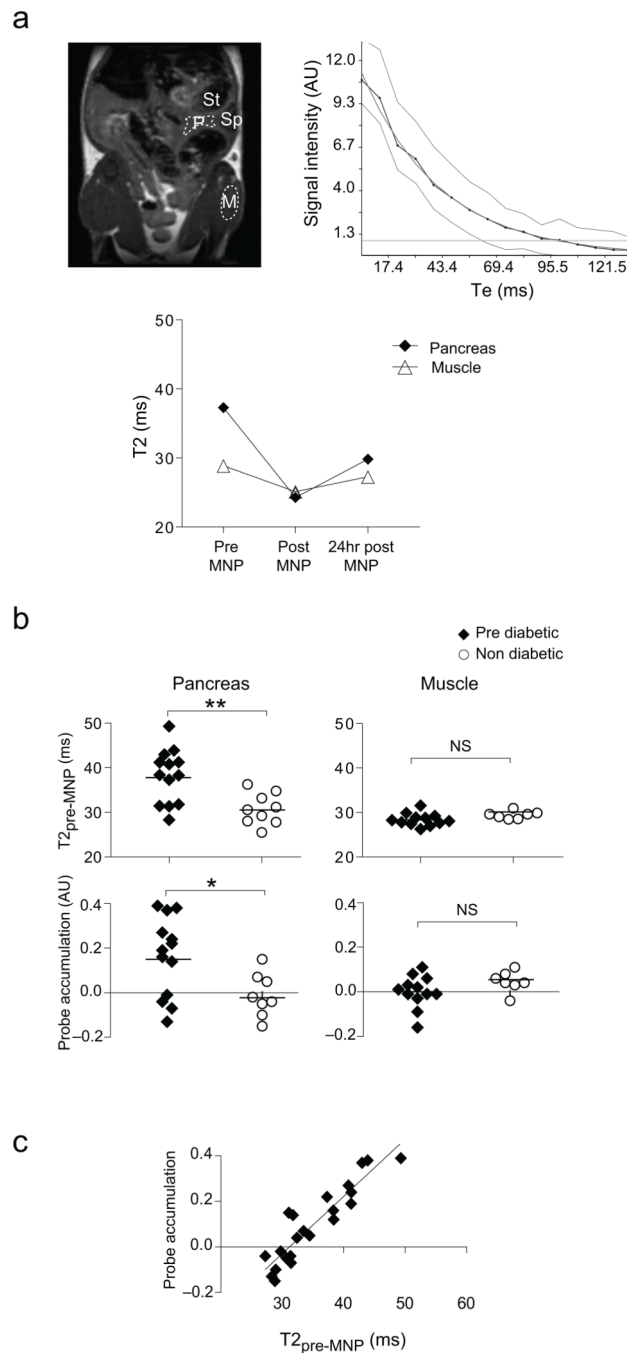 a
St
P
Sp
M
Signal intensity (AU)
12.0
9.3
6.7
4.0
1.3
17.4 43.4 69.4 95.5 121.5
Te (ms)
T2 (ms)
50
40
30
20
Pre MNP
Post MNP
24hr post MNP
Pancreas
Muscle
b
Pre diabetic
Non diabetic
Pancreas
Muscle
T2pre-MNP (ms)
50
40
30
20
**
50
40
30
20
NS
Probe accumulation (AU)
0.4
0.2
0.0
–0.2
*
0.4
0.2
0.0
–0.2
NS
c
Probe accumulation
0.4
0.2
0.0
–0.2
30 40 50 60
T2pre-MNP (ms)